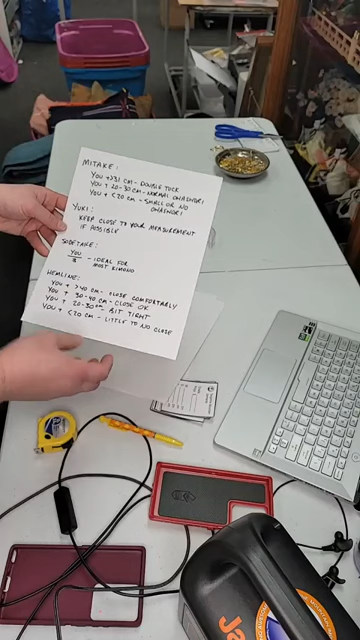 MITAKE:
YOU +>31 CM - DOUBLE TUCK
YOU + 20-30 CM - NORMAL OHASHORI
YOU + <20 CM - SMALL OR NO
OHASHORI
YUKI:
KEEP CLOSE TO YOUR MEASUREMENT
IF POSSIBLE
SODETAKE:
YOU
- IDEAL FOR
MOST KIMONO
HEMLINE:
YOU + >40 CM - CLOSE COMFORTABLY
YOU + 30-40 CM - CLOSE OK
YOU + 20-30 CM - BIT TIGHT
YOU + <20 CM - LITTLE TO NO CLOSE